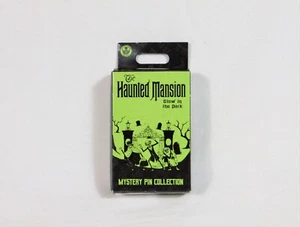 The
Haunted Mansion
Glow in
the Dark
MYSTERY PIN COLLECTION